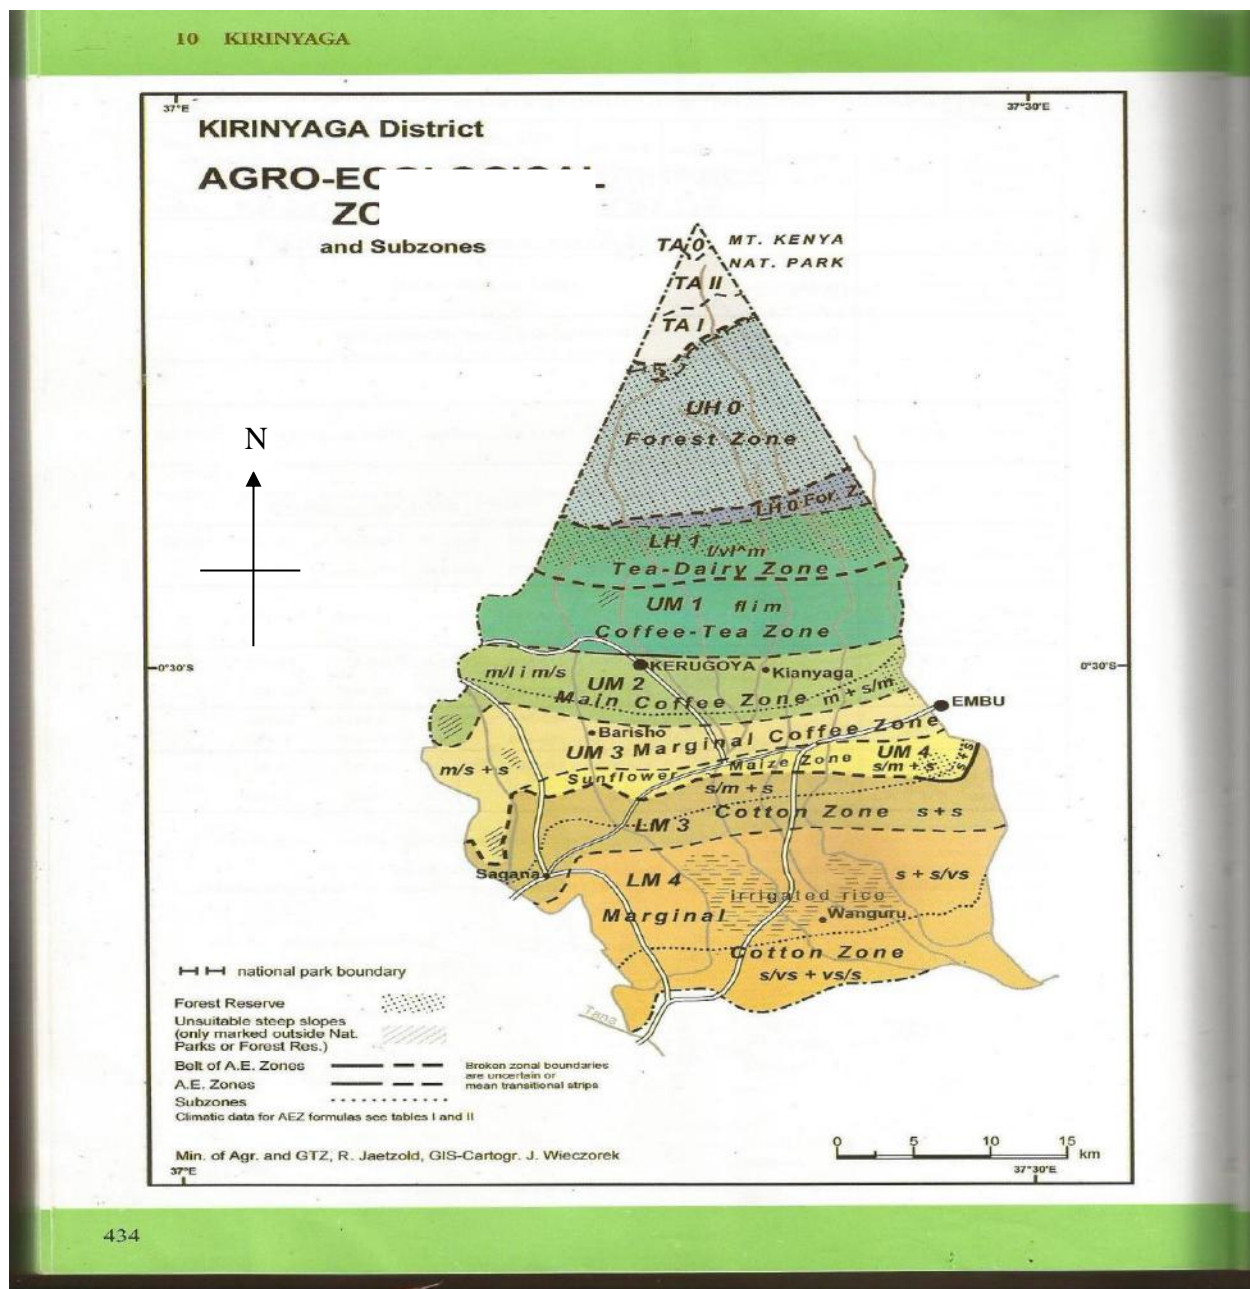 10 KIRINYAGA
37°E
37°30'E
KIRINYAGA District
AGRO-ECOLOGICAL
and Subzones
TA 0
MT. KENYA
NAT. PARK
TA II
TA I
UH 0
Forest Zone
N
LH 0 For. Z.
LH 1
l/vl^m
Tea-Dairy Zone
UM 1 f l i m
Coffee-Tea Zone
0°30'S
0°30'S
KERUGOYA
Kianyaga
m/l i m/s
UM 2
Main Coffee Zone m + s/m
EMBU
Barisho
UM 3 Marginal Coffee Zone
UM 4
s/m + s
s + s
m/s + s
Sunflower Maize Zone
s/m + s
Cotton Zone s + s
LM 3
Sagana
LM 4
s + s/vs
irrigated rice
Marginal
Wanguru
Cotton Zone
s/vs + vs/s
Tana
national park boundary
Forest Reserve
Unsuitable steep slopes
(only marked outside Nat.
Parks or Forest Res.)
Belt of A.E. Zones
A.E. Zones
Subzones
Broken zonal boundaries
are uncertain or
mean transitional strips
Climatic data for AEZ formulas see tables I and II
0 5 10 15
km
Min. of Agr. and GTZ, R. Jaetzold, GIS-Cartogr. J. Wieczorek
37°E
37°30'E
434